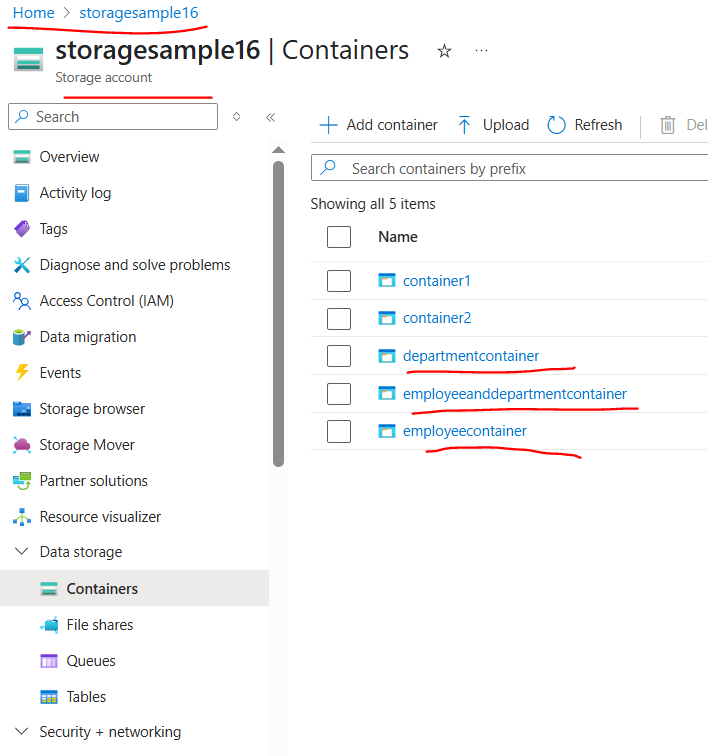 Home > storagesample16
storagesample16 | Containers ☆ ...
Storage account
Search
Overview
Activity log
Tags
Diagnose and solve problems
Access Control (IAM)
Data migration
Events
Storage browser
Storage Mover
Partner solutions
Resource visualizer
Data storage
Containers
File shares
Queues
Tables
Security + networking
Add container Upload Refresh Del
Search containers by prefix
Showing all 5 items
Name
container1
container2
departmentcontainer
employeeanddepartmentcontainer
employeecontainer